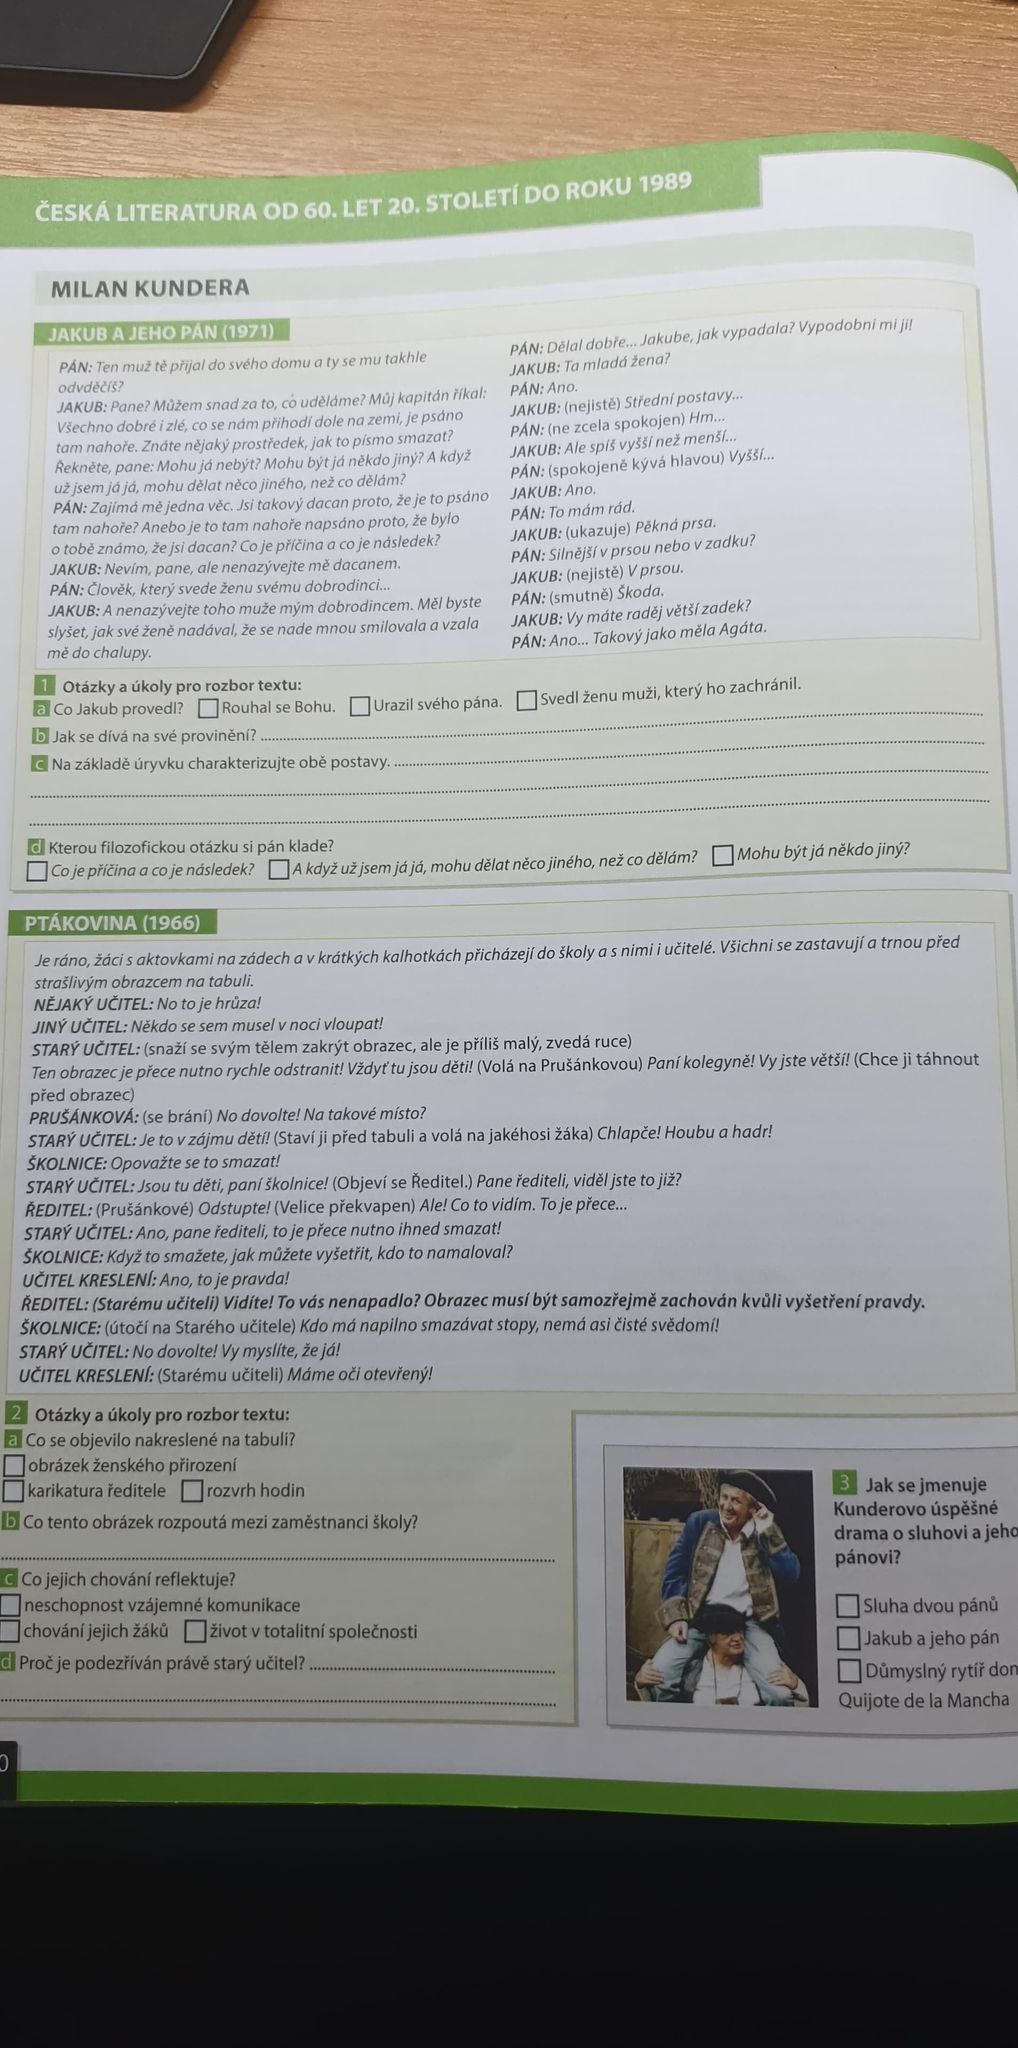 ČESKÁ LITERATURA OD 60. LET 20. STOLETÍ DO ROKU 1989
MILAN KUNDERA
JAKUB A JEHO PÁN (1971)
PÁN: Ten muž tě přijal do svého domu a ty se mu takhle
odvděčíš?
JAKUB: Pane? Můžem snad za to, co uděláme? Můj kapitán říkal:
Všechno dobré i zlé, co se nám přihodí dole na zemi, je psáno
tam nahoře. Znáte nějaký prostředek, jak to písmo smazat?
Řekněte, pane: Mohu já nebýt? Mohu být já někdo jiný? A když
už jsem já já, mohu dělat něco jiného, než co dělám?
PÁN: Zajímá mě jedna věc. Jsi takový dacan proto, že je to psáno
tam nahoře? Anebo je to tam nahoře napsáno proto, že bylo
o tobě známo, že jsi dacan? Co je příčina a co je následek?
JAKUB: Nevím, pane, ale nenazývejte mě dacanem.
PÁN: Člověk, který svede ženu svému dobrodinci...
JAKUB: A nenazývejte toho muže mým dobrodincem. Měl byste
slyšet, jak své ženě nadával, že se nade mnou smilovala a vzala
mě do chalupy.
PÁN: Dělal dobře... Jakube, jak vypadala? Vypodobni mi ji!
JAKUB: Ta mladá žena?
PÁN: Ano.
JAKUB: (nejistě) Střední postavy...
PÁN: (ne zcela spokojen) Hm...
JAKUB: Ale spíš vyšší než menší...
PÁN: (spokojeně kývá hlavou) Vyšší...
JAKUB: Ano.
PÁN: To mám rád.
JAKUB: (ukazuje) Pěkná prsa.
PÁN: Silnější v prsou nebo v zadku?
JAKUB: (nejistě) V prsou.
PÁN: (smutně) Škoda.
JAKUB: Vy máte raděj větší zadek?
PÁN: Ano... Takový jako měla Agáta.
1 Otázky a úkoly pro rozbor textu:
a Co Jakub provedl? Rouhal se Bohu. Urazil svého pána. Svedl ženu muži, který ho zachránil.
b Jak se dívá na své provinění?
c Na základě úryvku charakterizujte obě postavy.
d Kterou filozofickou otázku si pán klade?
Co je příčina a co je následek? A když už jsem já já, mohu dělat něco jiného, než co dělám? Mohu být já někdo jiný?
PTÁKOVINA (1966)
Je ráno, žáci s aktovkami na zádech a v krátkých kalhotkách přicházejí do školy a s nimi i učitelé. Všichni se zastavují a trnou před
strašlivým obrazcem na tabuli.
NĚJAKÝ UČITEL: No to je hrůza!
JINÝ UČITEL: Někdo se sem musel v noci vloupat!
STARÝ UČITEL: (snaží se svým tělem zakrýt obrazec, ale je příliš malý, zvedá ruce)
Ten obrazec je přece nutno rychle odstranit! Vždyť tu jsou děti! (Volá na Prušánkovou) Paní kolegyně! Vy jste větší! (Chce ji táhnout
před obrazec)
PRUŠÁNKOVÁ: (se brání) No dovolte! Na takové místo?
STARÝ UČITEL: Je to v zájmu dětí! (Staví ji před tabuli a volá na jakéhosi žáka) Chlapče! Houbu a hadr!
ŠKOLNICE: Opovažte se to smazat!
STARÝ UČITEL: Jsou tu děti, paní školnice! (Objeví se Ředitel.) Pane řediteli, viděl jste to již?
ŘEDITEL: (Prušánkové) Odstupte! (Velice překvapen) Ale! Co to vidím. To je přece...
STARÝ UČITEL: Ano, pane řediteli, to je přece nutno ihned smazat!
ŠKOLNICE: Když to smažete, jak můžete vyšetřit, kdo to namaloval?
UČITEL KRESLENÍ: Ano, to je pravda!
ŘEDITEL: (Starému učiteli) Vidíte! To vás nenapadlo? Obrazec musí být samozřejmě zachován kvůli vyšetření pravdy.
ŠKOLNICE: (útočí na Starého učitele) Kdo má napilno smazávat stopy, nemá asi čisté svědomí!
STARÝ UČITEL: No dovolte! Vy myslíte, že já!
UČITEL KRESLENÍ: (Starému učiteli) Máme oči otevřený!
2 Otázky a úkoly pro rozbor textu:
a Co se objevilo nakreslené na tabuli?
obrázek ženského přirození
karikatura ředitele rozvrh hodin
b Co tento obrázek rozpoutá mezi zaměstnanci školy?
c Co jejich chování reflektuje?
neschopnost vzájemné komunikace
chování jejich žáků život v totalitní společnosti
d Proč je podezříván právě starý učitel?
3 Jak se jmenuje
Kunderovo úspěšné
drama o sluhovi a jeho
pánovi?
Sluha dvou pánů
Jakub a jeho pán
Důmyslný rytíř don
Quijote de la Mancha
0